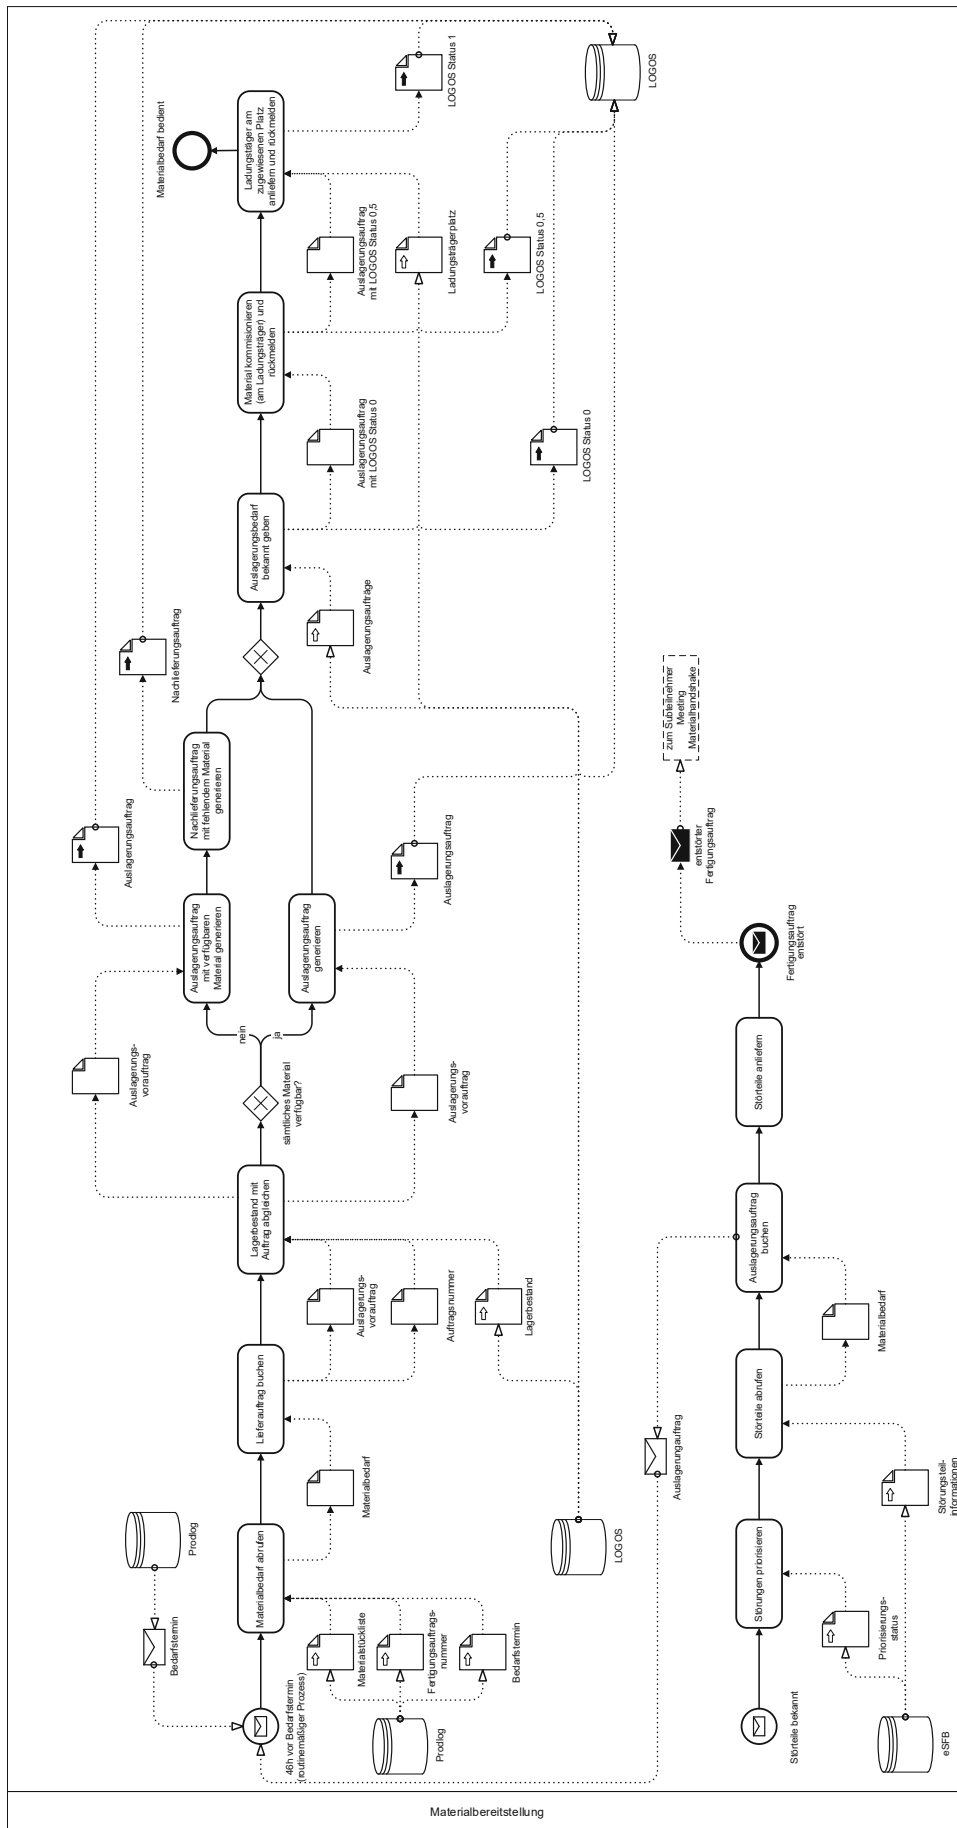 Materialbereitstellung
Prodlog
Bedarfstermin
46h vor Bedarfstermin
(routinemäßiger Prozess)
Materialbedarf abrufen
Materialstückliste
Fertigungsauftrags-
nummer
Bedarfstermin
Prodlog
Materialbedarf
Lieferauftrag buchen
Auslagerungs-
vorauftrag
Auftragsnummer
Lagerbestand
LOGOS
Lagerbestand mit
Auftrag abgleichen
Auslagerungs-
vorauftrag
Auslagerungs-
vorauftrag
sämtliches Material
verfügbar?
nein
ja
Auslagerungsauftrag
mit verfügbaren
Material generieren
Auslagerungsauftrag
generieren
Auslagerungsauftrag
Auslagerungsauftrag
Nachlieferungsauftrag
mit fehlendem Material
generieren
Nachlieferungsauftrag
Auslagerungsaufträge
Auslagerungsbedarf
bekannt geben
Auslagerungsauftrag
mit LOGOS Status 0
LOGOS Status 0
Material kommisionieren
(am Ladungsträger) und
rückmelden
Auslagerungsauftrag
mit LOGOS Status 0,5
Ladungsträgerplatz
LOGOS Status 0,5
Ladungsträger am
zugewiesenen Platz
anliefern und rückmelden
Materialbedarf bedient
LOGOS Status 1
LOGOS
Störteile bekannt
eSFB
Priorisierungs-
status
Störungen priorisieren
Störungsteil-
informationen
Störteile abrufen
Materialbedarf
Auslagerungauftrag
Auslagerungsauftrag
buchen
Störteile anliefern
Fertigungsauftrag
entstört
entstörter
Fertigungsauftrag
zum Subteilnehmer
Meeting
Materialhandshake